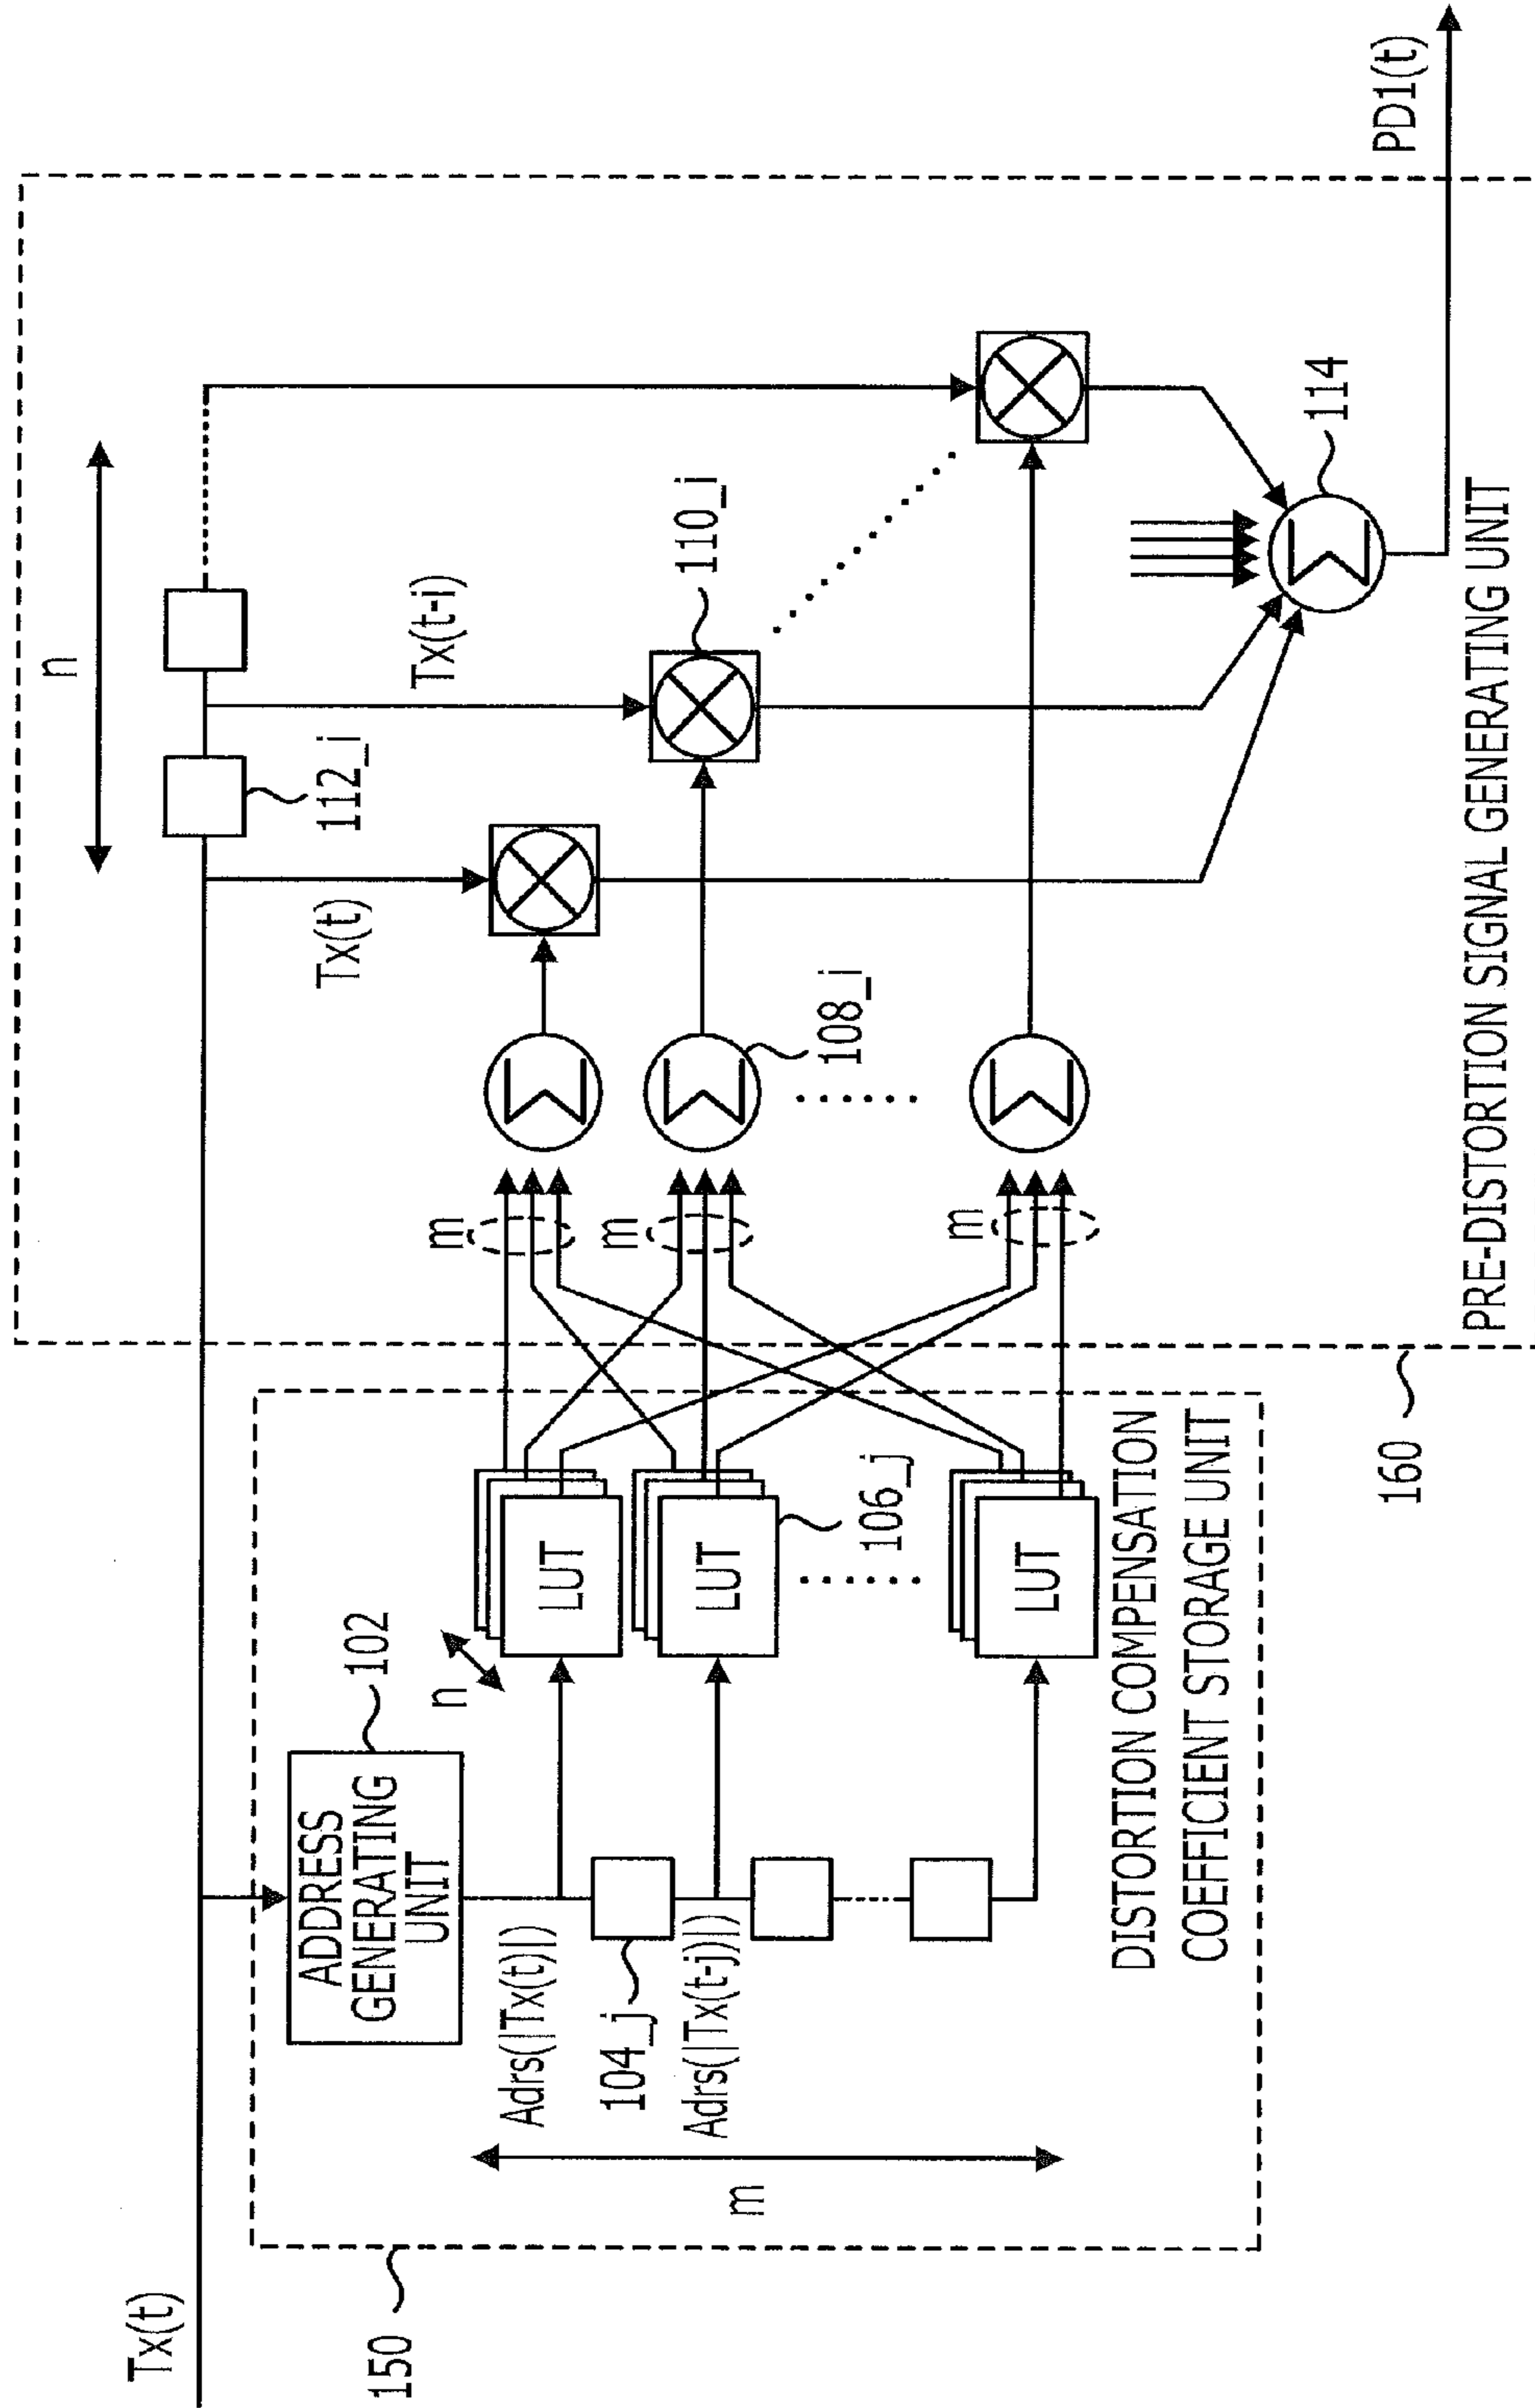 Tx(t)
150
ADDRESS
GENERATING
UNIT
102
Adrs(|Tx(t)|)
104_j
Adrs(|Tx(t-j)|)
m
n
LUT
LUT
106_j
LUT
DISTORTION COMPENSATION
COEFFICIENT STORAGE UNIT
160
m
m
m
108_j
Tx(t)
112_i
n
Tx(t-i)
110_j
114
PD1(t)
PRE-DISTORTION SIGNAL GENERATING UNIT